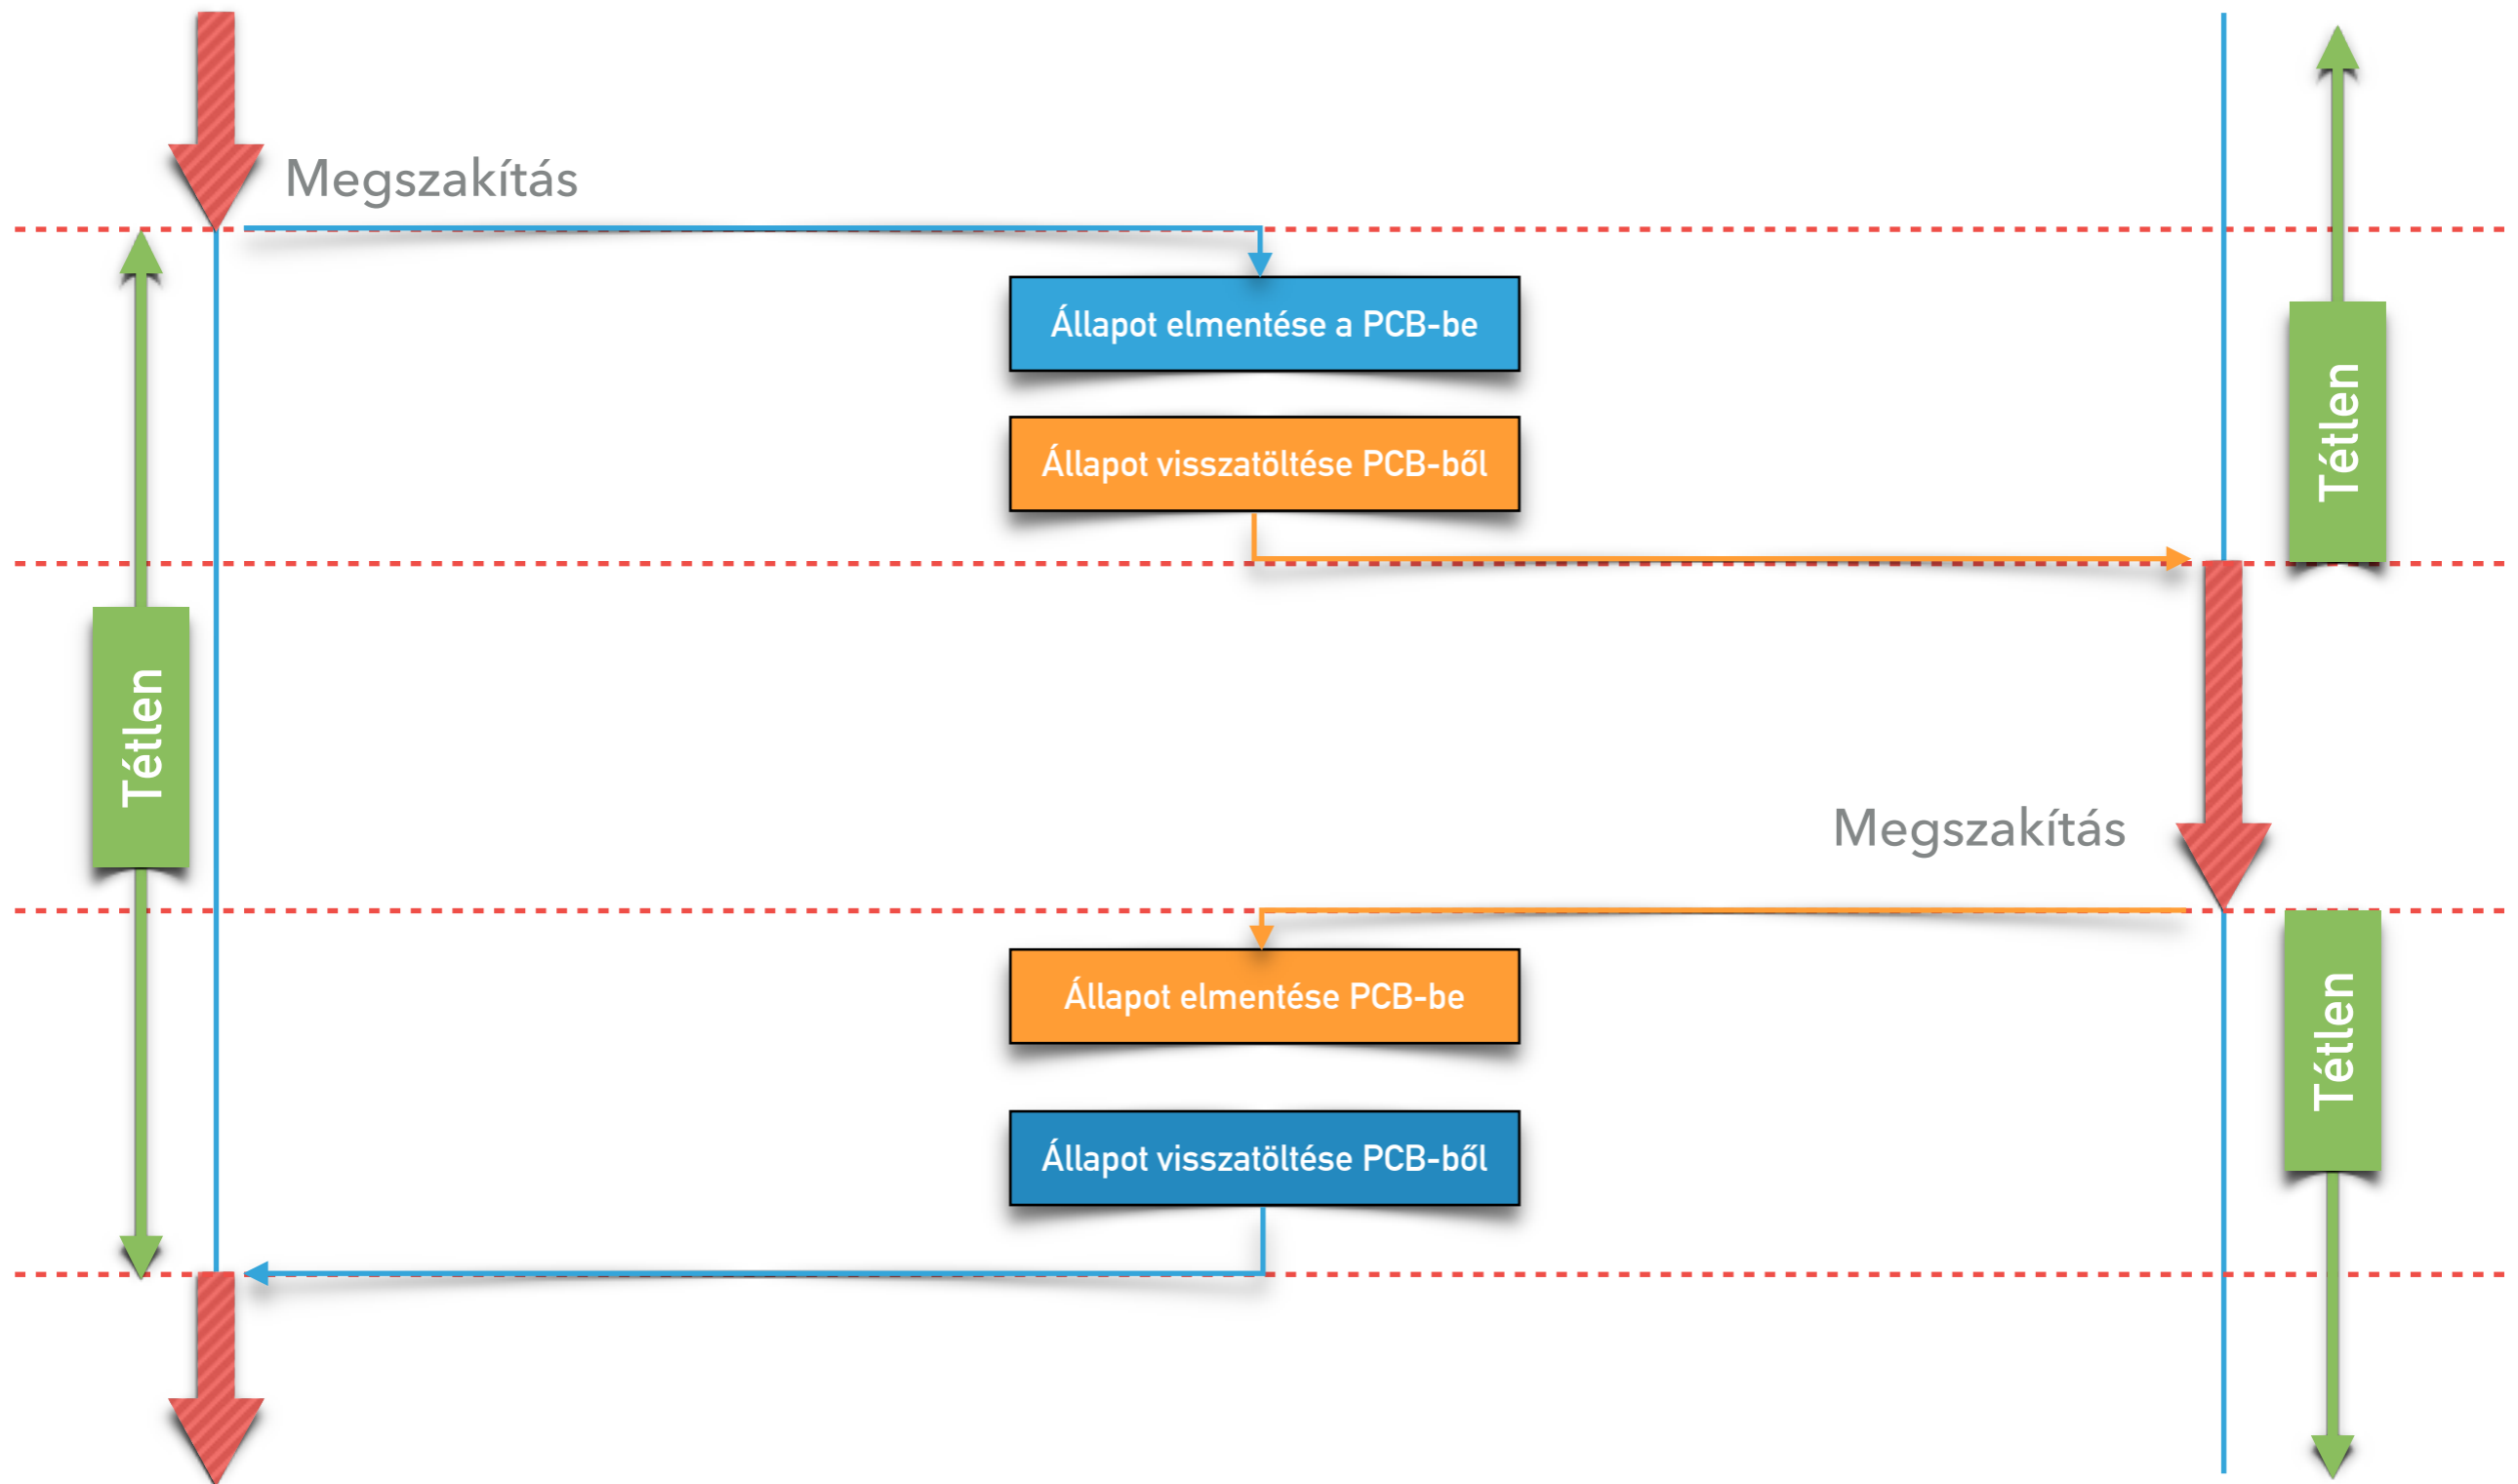 Megszakítás
Állapot elmentése a PCB-be
Állapot visszatöltése PCB-ből
Tétlen
Tétlen
Megszakítás
Állapot elmentése PCB-be
Állapot visszatöltése PCB-ből
Tétlen